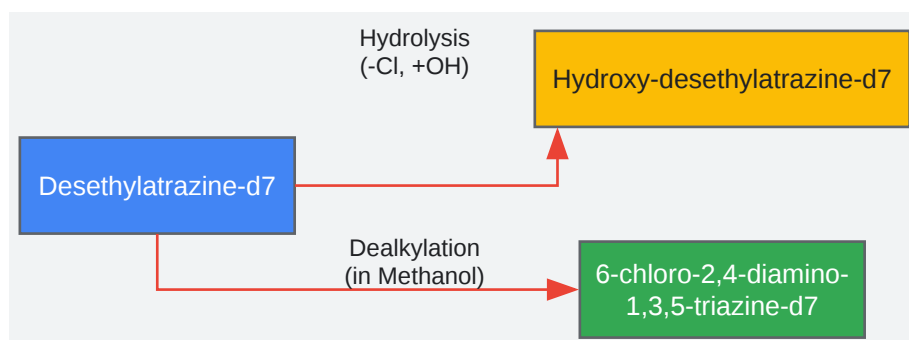 Hydrolysis
(-Cl, +OH)
Hydroxy-desethylatrazine-d7
Desethylatrazine-d7
Dealkylation
(in Methanol)
6-chloro-2,4-diamino-
1,3,5-triazine-d7